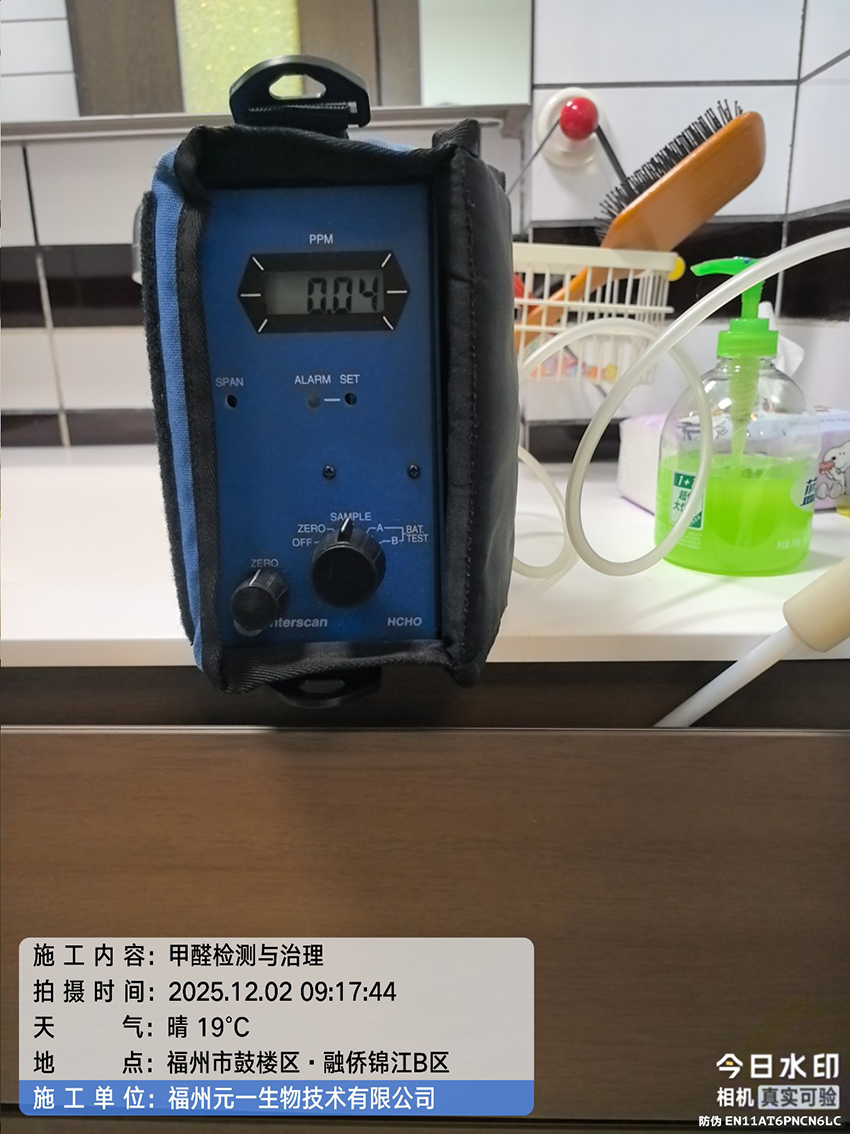 PPM
0.04
SPAN
ALARM SET
SAMPLE
ZERO
A
BAT.
OFF
B
TEST
ZERO
nterscan
HCHO
1+
蓝
施工内容：甲醛检测与治理
拍摄时间：2025.12.02 09:17:44
天气：晴 19°C
地点：福州市鼓楼区·融侨锦江B区
施工单位：福州元一生物技术有限公司
今日水印
相机 真实可验
防伪 EN11AT6PNCN6LC